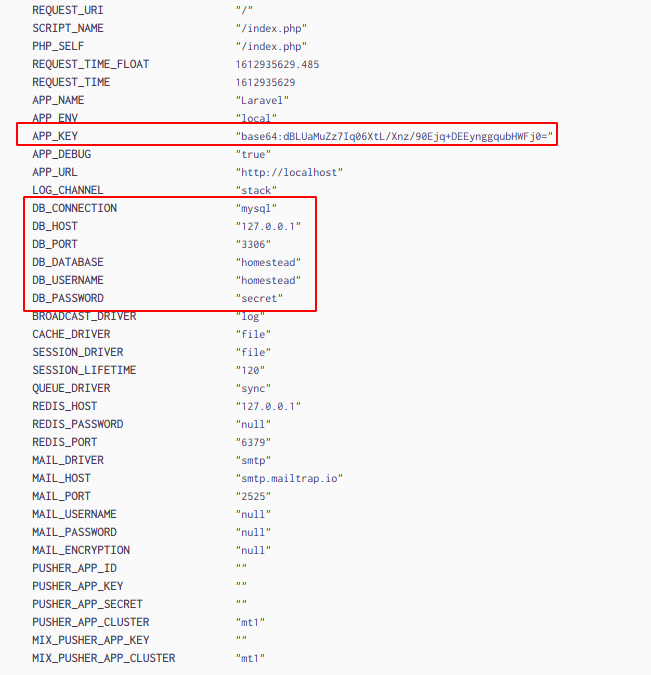 REQUEST_URI "/"
SCRIPT_NAME "/index.php"
PHP_SELF "/index.php"
REQUEST_TIME_FLOAT 1612935629.485
REQUEST_TIME 1612935629
APP_NAME "Laravel"
APP_ENV "local"
APP_KEY "base64:dBLUaMuZz7Iq06XtL/Xnz/90Ejq+DEEynggqubHWFj0="
APP_DEBUG "true"
APP_URL "http://localhost"
LOG_CHANNEL "stack"
DB_CONNECTION "mysql"
DB_HOST "127.0.0.1"
DB_PORT "3306"
DB_DATABASE "homestead"
DB_USERNAME "homestead"
DB_PASSWORD "secret"
BROADCAST_DRIVER "log"
CACHE_DRIVER "file"
SESSION_DRIVER "file"
SESSION_LIFETIME "120"
QUEUE_DRIVER "sync"
REDIS_HOST "127.0.0.1"
REDIS_PASSWORD "null"
REDIS_PORT "6379"
MAIL_DRIVER "smtp"
MAIL_HOST "smtp.mailtrap.io"
MAIL_PORT "2525"
MAIL_USERNAME "null"
MAIL_PASSWORD "null"
MAIL_ENCRYPTION "null"
PUSHER_APP_ID ""
PUSHER_APP_KEY ""
PUSHER_APP_SECRET ""
PUSHER_APP_CLUSTER "mt1"
MIX_PUSHER_APP_KEY ""
MIX_PUSHER_APP_CLUSTER "mt1"